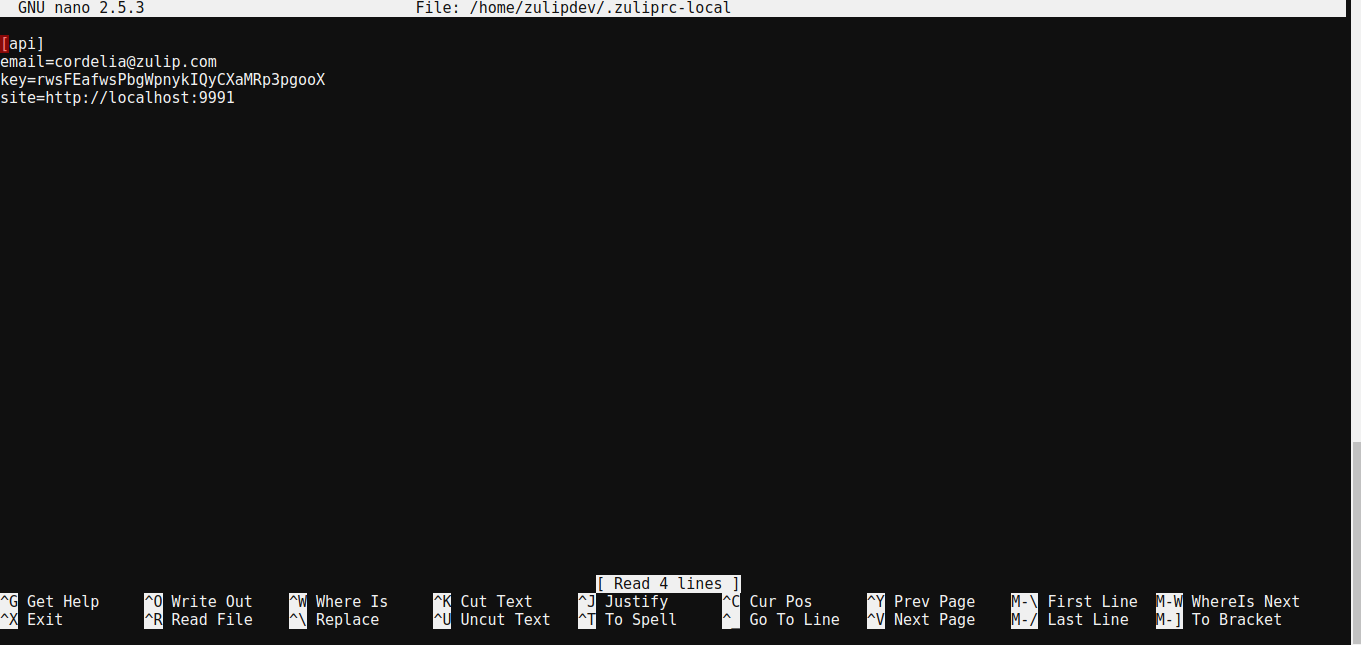 GNU nano 2.5.3 File: /home/zulipdev/.zuliprc-local
[api]
email=cordelia@zulip.com
key=rwsFEafwsPbgWpnykIQyCXaMRp3pgooX
site=http://localhost:9991
[ Read 4 lines ]
^G Get Help ^O Write Out ^W Where Is ^K Cut Text ^J Justify ^C Cur Pos ^Y Prev Page M-\ First Line M-W WhereIs Next
^X Exit ^R Read File ^\ Replace ^U Uncut Text ^T To Spell ^_ Go To Line ^V Next Page M-/ Last Line M-] To Bracket